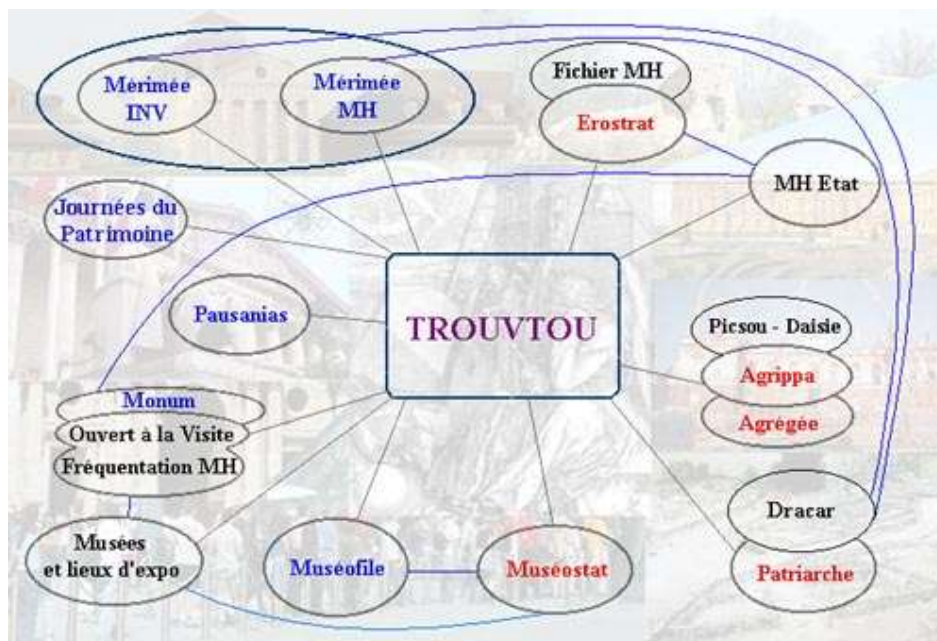 Mérimée
INV
Mérimée
MH
Fichier MH
Erostrat
MH Etat
Journées du
Patrimoine
Pausanias
TROUVTOU
Picsou - Daisie
Agrippa
Agrégée
Monum
Ouvert à la Visite
Fréquentation MH
Dracar
Patriarche
Musées
et lieux d'expo
Muséofile
Muséostat